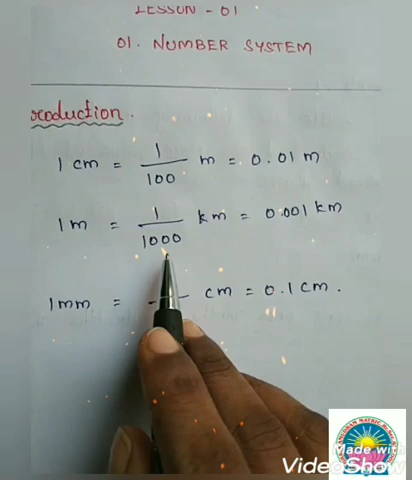 LESSON - 01
01. NUMBER SYSTEM
roduction.
1 cm = 1/100 m = 0.01 m
1 m = 1/1000 km = 0.001 km
1 mm = cm = 0.1 cm.
Made with
VideoShow